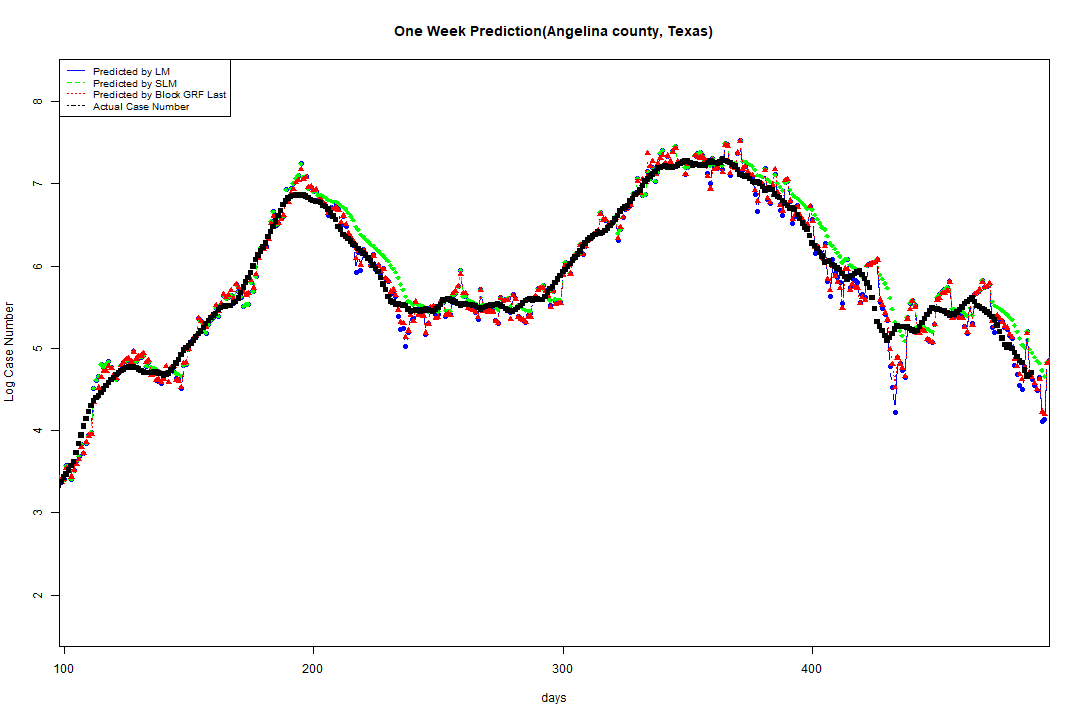 One Week Prediction(Angelina county, Texas)
Predicted by LM
Predicted by SLM
Predicted by Block GRF Last
Actual Case Number
8
7
6
5
4
3
2
Log Case Number
100 200 300 400
days